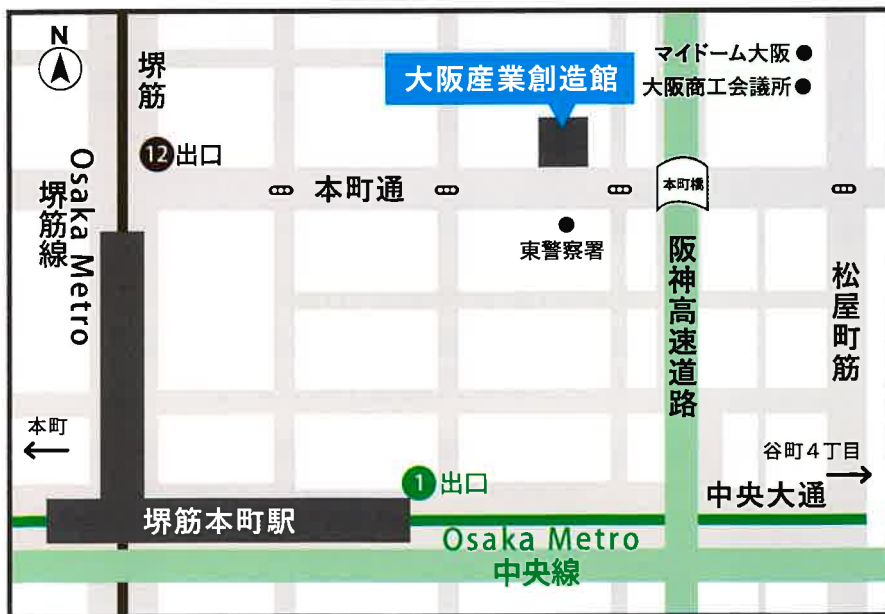 N
堺筋
マイドーム大阪
大阪産業創造館
大阪商工会議所
12 出口
本町通
本町橋
Osaka Metro
堺筋線
東警察署
阪神高速道路
松屋町筋
本町
谷町4丁目
1 出口
中央大通
堺筋本町駅
Osaka Metro
中央線